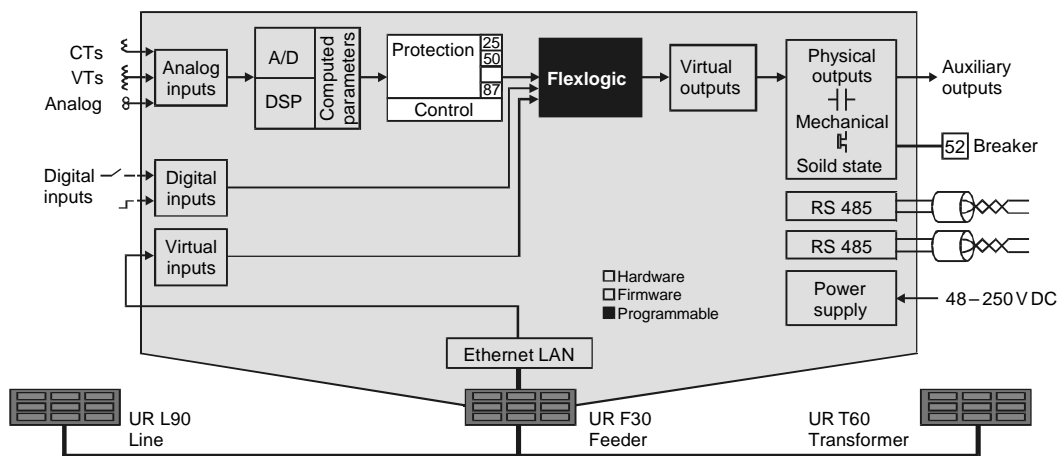 CTs
VTs
Analog
Analog
inputs
A/D
DSP
Computed
parameters
Protection
25
50
87
Control
Flexlogic
Virtual
outputs
Physical
outputs
Mechanical
Soild state
Auxiliary
outputs
52
Breaker
Digital
inputs
Digital
inputs
Virtual
inputs
RS 485
RS 485
Hardware
Firmware
Programmable
Power
supply
48–250 V DC
Ethernet LAN
UR L90
Line
UR F30
Feeder
UR T60
Transformer